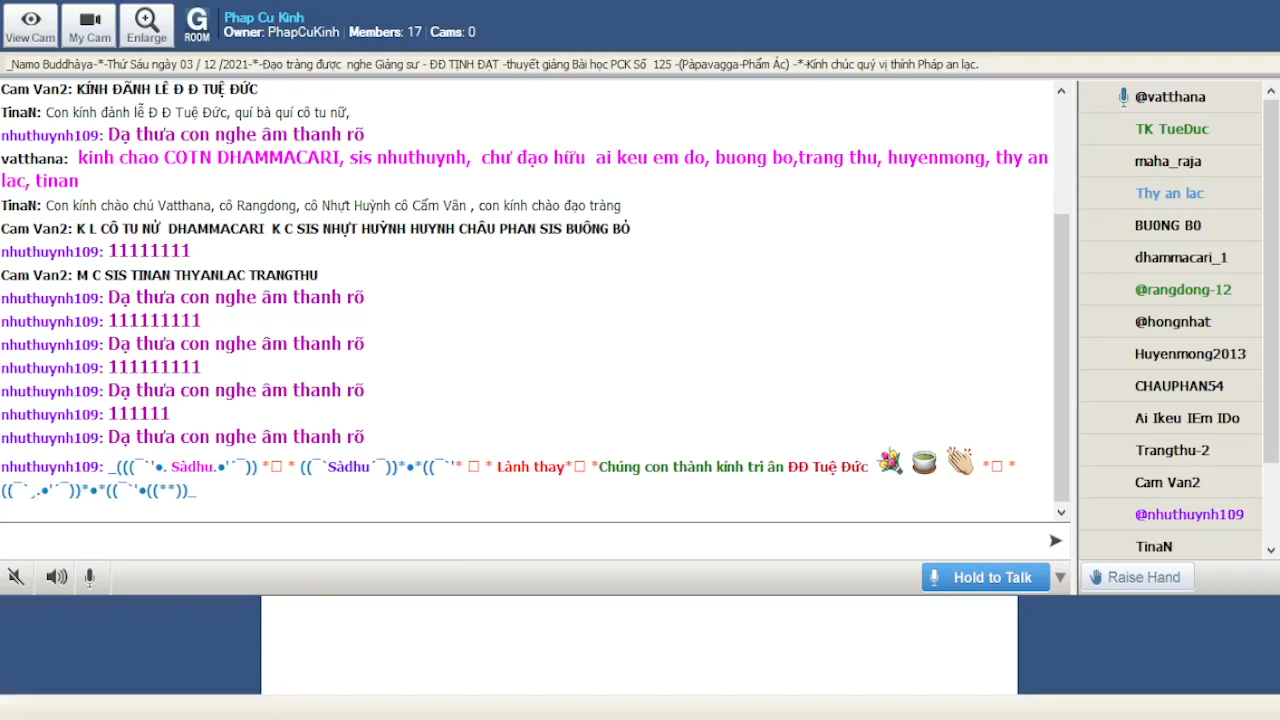 View Cam
My Cam
Enlarge
G ROOM
Phap Cu Kinh
Owner: PhapCuKinh | Members: 17 | Cams: 0
_Namo Buddhàya-*-Thứ Sáu ngày 03 / 12 /2021-*-Đạo tràng được nghe Giảng sư - ĐĐ TỊNH ĐẠT -thuyết giảng Bài học PCK Số 125 -(Pàpavagga-Phẩm Ác) -*-Kính chúc quý vị thính Pháp an lạc.
Cam Van2: KÍNH ĐÃNH LÊ Đ Đ TUỆ ĐỨC
TinaN: Con kính đảnh lễ Đ Đ Tuệ Đức, quí bà quí cô tu nữ,
nhuthuynh109: Dạ thưa con nghe âm thanh rõ
vatthana: kinh chao COTN DHAMMACARI, sis nhuthuynh, chư đạo hữu ai keu em do, buong bo,trang thu, huyenmong, thy an
lac, tinan
TinaN: Con kính chào chú Vatthana, cô Rangdong, cô Nhựt Huỳnh cô Cẩm Vân , con kính chào đạo tràng
Cam Van2: K L CÔ TU NỬ DHAMMACARI K C SIS NHỰT HUỲNH HUYNH CHÂU PHAN SIS BUÔNG BỎ
nhuthuynh109: 11111111
Cam Van2: M C SIS TINAN THYANLAC TRANGTHU
nhuthuynh109: Dạ thưa con nghe âm thanh rõ
nhuthuynh109: 111111111
nhuthuynh109: Dạ thưa con nghe âm thanh rõ
nhuthuynh109: 111111111
nhuthuynh109: Dạ thưa con nghe âm thanh rõ
nhuthuynh109: 111111
nhuthuynh109: Dạ thưa con nghe âm thanh rõ
nhuthuynh109: _(((¯`'●. Sàdhu.●'´¯)) *▯ * ((¯`Sàdhu´¯))*●*((¯`'* ▯ * Lành thay*▯ *Chúng con thành kính tri ân ĐĐ Tuệ Đức 💐 🍵 👏 *▯ *
((¯`¸.●'´¯))*●*((¯`'●((**))_
@vatthana
TK TueDuc
maha_raja
Thy an lac
BU0NG B0
dhammacari_1
@rangdong-12
@hongnhat
Huyenmong2013
CHAUPHAN54
Ai Ikeu IEm IDo
Trangthu-2
Cam Van2
@nhuthuynh109
TinaN
Hold to Talk
Raise Hand